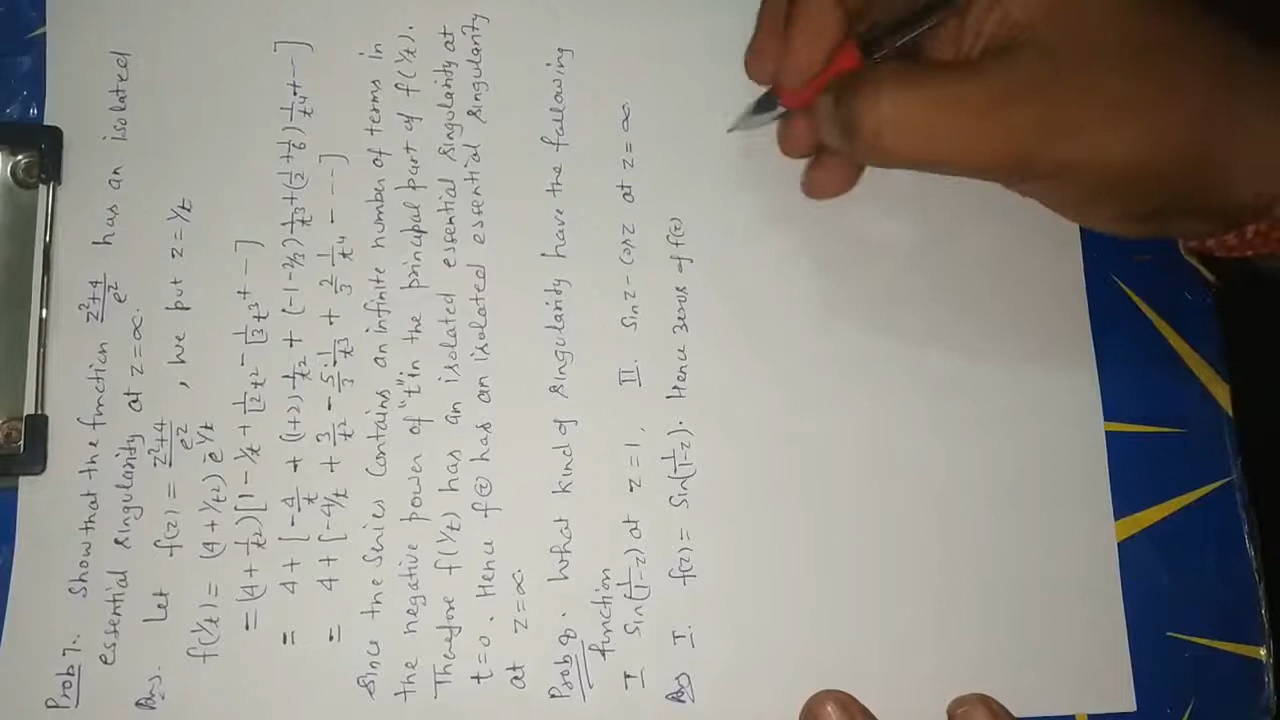 Prob 7. Show that the function z²+4/e² has an isolated
essential singularity at z=∞.
Ans. Let f(z) = z²+4/e² , we put z = 1/t
f(1/t) = (4+1/t²) e^-1/t
= (4+1/t²)[1 - 1/t + 1/⌊2 t² - 1/⌊3 t³ + --]
= 4 + [-4/t + (1+2) 1/t² + (-1-2/3) 1/t³ + (1/2+1/6) 1/t⁴ + --]
= 4 + [-4/t + 3/t² - 5/3 · 1/t³ + 2/3 1/t⁴ - ---]
Since the series contains an infinite number of terms in
the negative power of "t" in the principal part of f(1/t).
Therefore f(1/t) has an isolated essential singularity at
t=0. Hence f(z) has an isolated essential singularity
at z=∞.
Prob 8. What kind of singularity have the following
function
I Sin(1/1-z) at z=1, II. Sinz-Cosz at z=∞
Ans I. f(z) = Sin(1/1-z). Hence zeros of f(z)